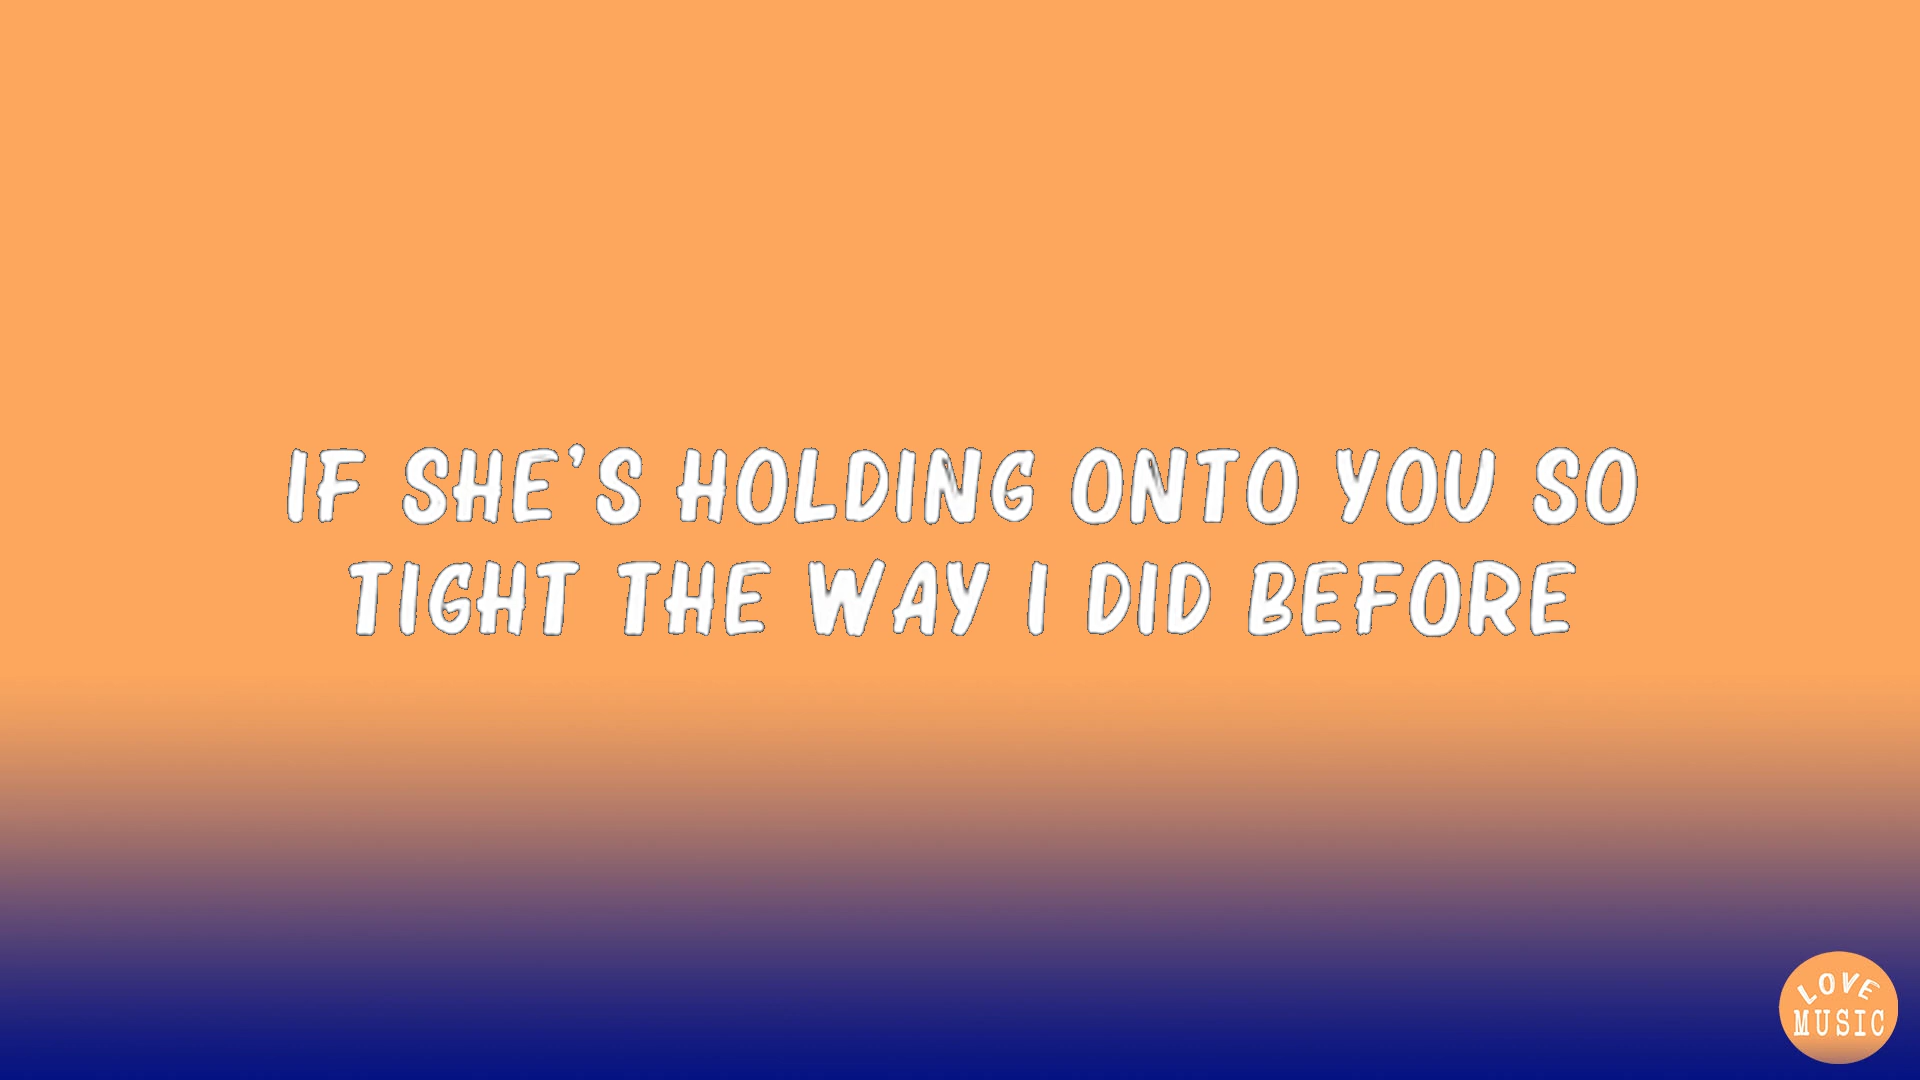 IF SHE'S HOLDING ONTO YOU SO
TIGHT THE WAY I DID BEFORE
LOVE
MUSIC